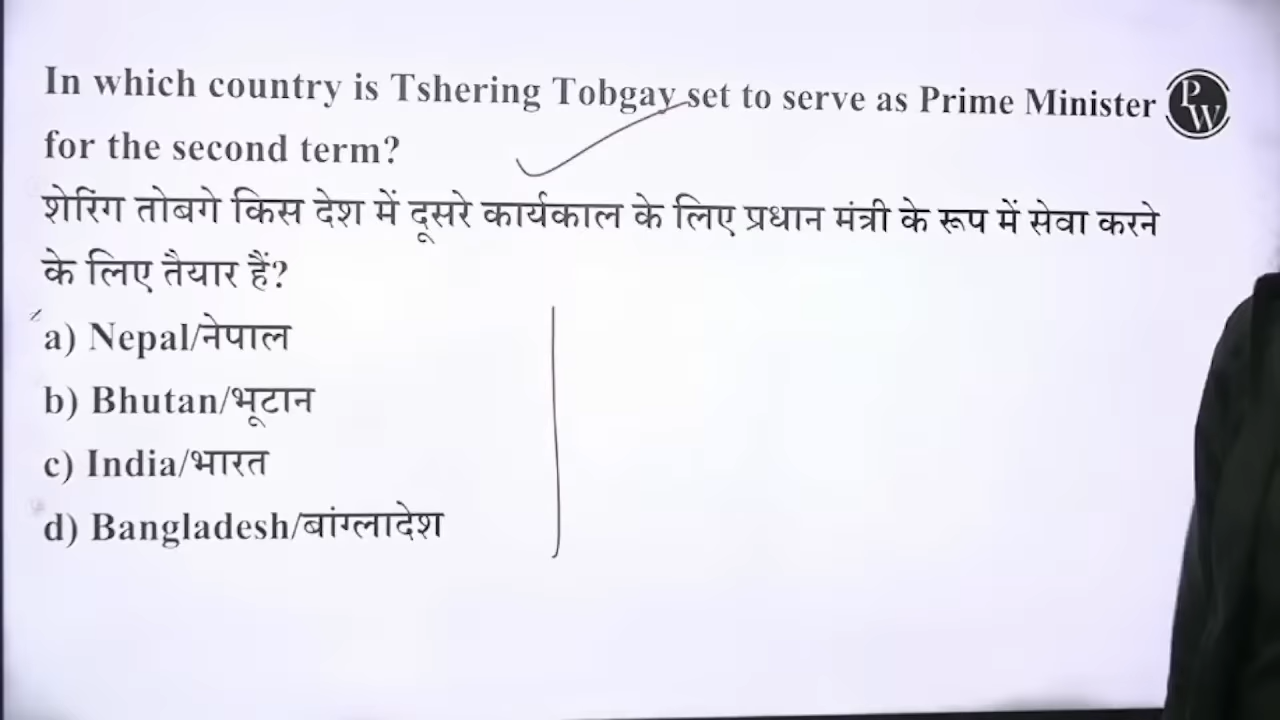 In which country is Tshering Tobgay set to serve as Prime Minister
PW
for the second term?
शेरिंग तोबगे किस देश में दूसरे कार्यकाल के लिए प्रधान मंत्री के रूप में सेवा करने
के लिए तैयार हैं?
a) Nepal/नेपाल
b) Bhutan/भूटान
c) India/भारत
d) Bangladesh/बांग्लादेश